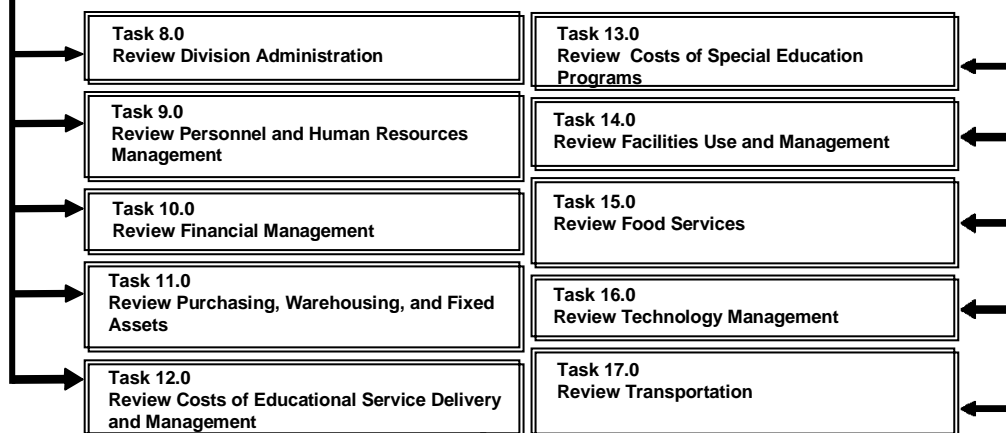 Task 8.0
Review Division Administration
Task 9.0
Review Personnel and Human Resources
Management
Task 10.0
Review Financial Management
Task 11.0
Review Purchasing, Warehousing, and Fixed
Assets
Task 12.0
Review Costs of Educational Service Delivery
and Management
Task 13.0
Review Costs of Special Education
Programs
Task 14.0
Review Facilities Use and Management
Task 15.0
Review Food Services
Task 16.0
Review Technology Management
Task 17.0
Review Transportation